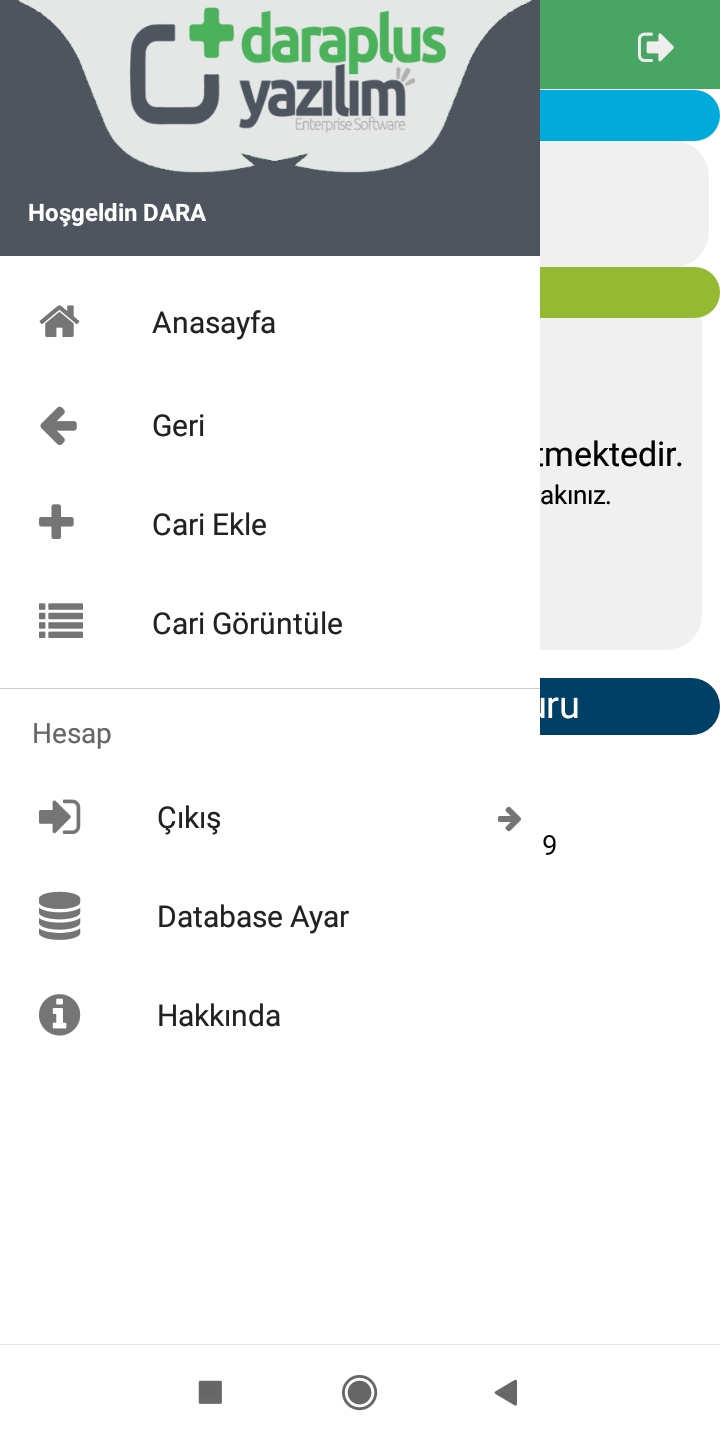 daraplus
yazılım
Enterprise Software
Hoşgeldin DARA
Anasayfa
Geri
Cari Ekle
Cari Görüntüle
Hesap
Çıkış
Database Ayar
Hakkında
tmektedir.
akınız.
uru
9